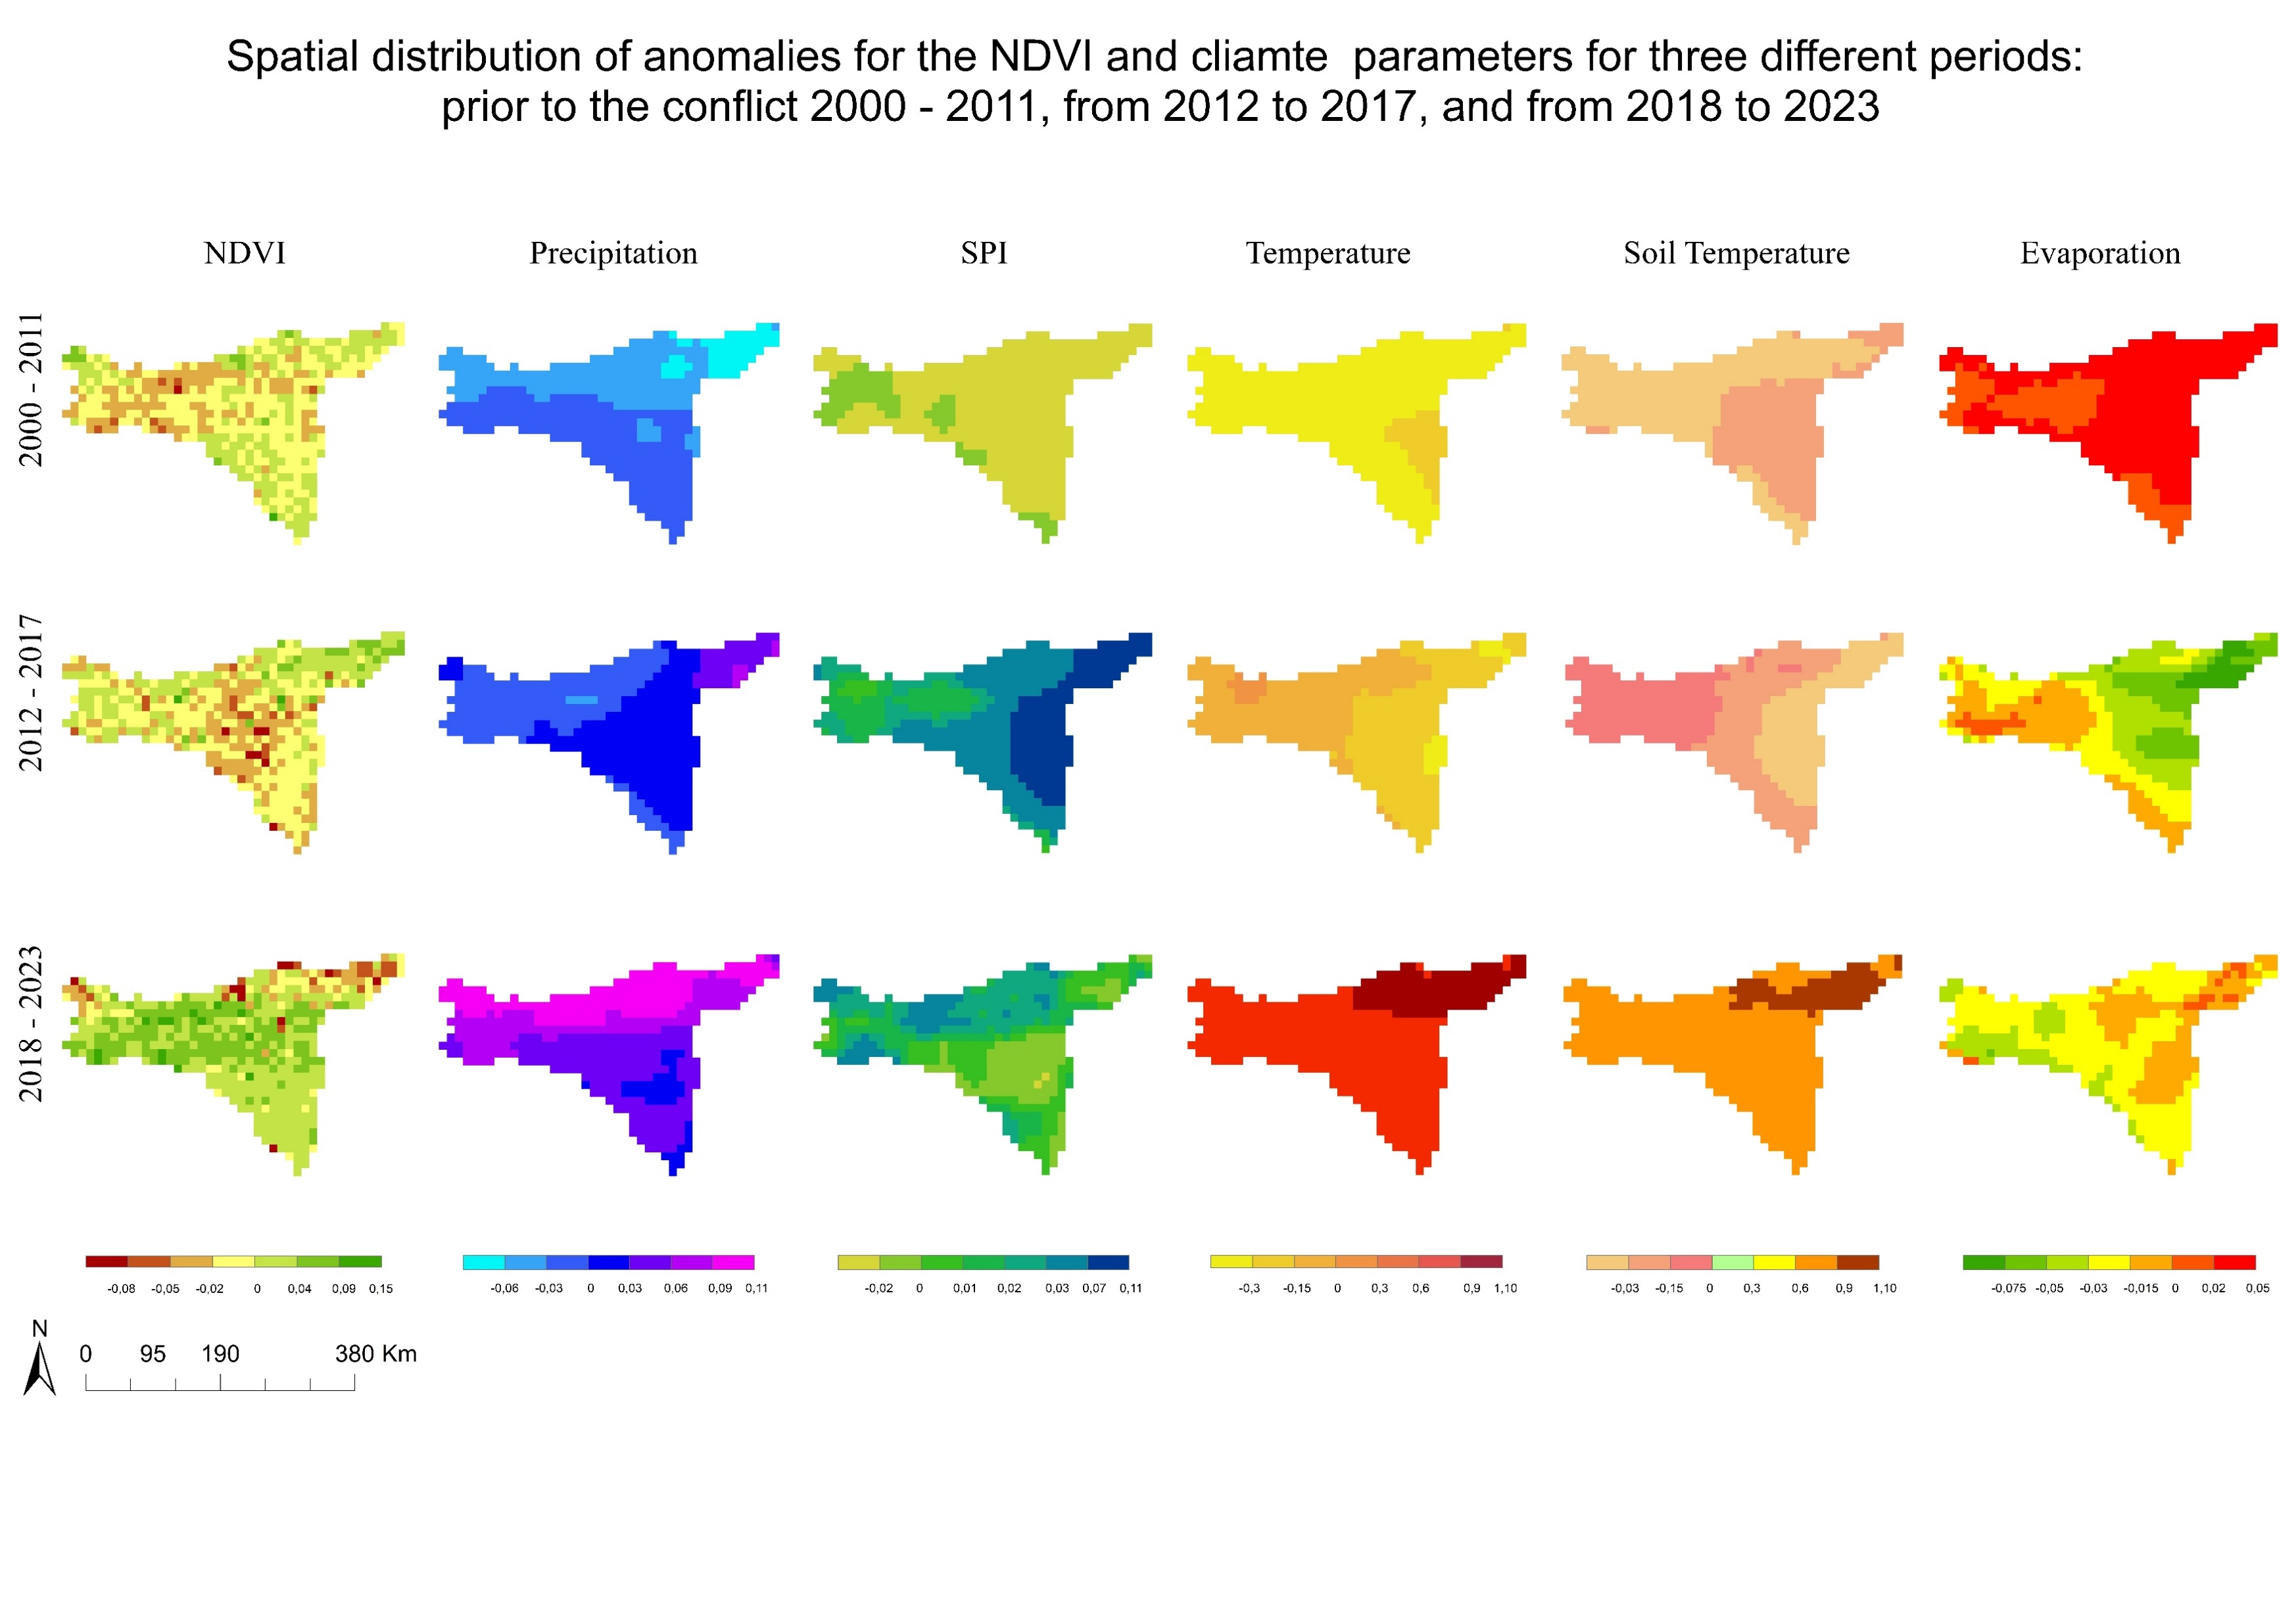 Spatial distribution of anomalies for the NDVI and cliamte  parameters for three different periods:
prior to the conflict 2000 - 2011, from 2012 to 2017, and from 2018 to 2023
NDVI Precipitation SPI Temperature Soil Temperature Evaporation
2000 - 2011
2012 - 2017
2018 - 2023
-0,08 -0,05 -0,02 0 0,04 0,09 0,15
-0,06 -0,03 0 0,03 0,06 0,09 0,11
-0,02 0 0,01 0,02 0,03 0,07 0,11
-0,3 -0,15 0 0,3 0,6 0,9 1,10
-0,03 -0,15 0 0,3 0,6 0,9 1,10
-0,075 -0,05 -0,03 -0,015 0 0,02 0,05
N
0 95 190 380 Km